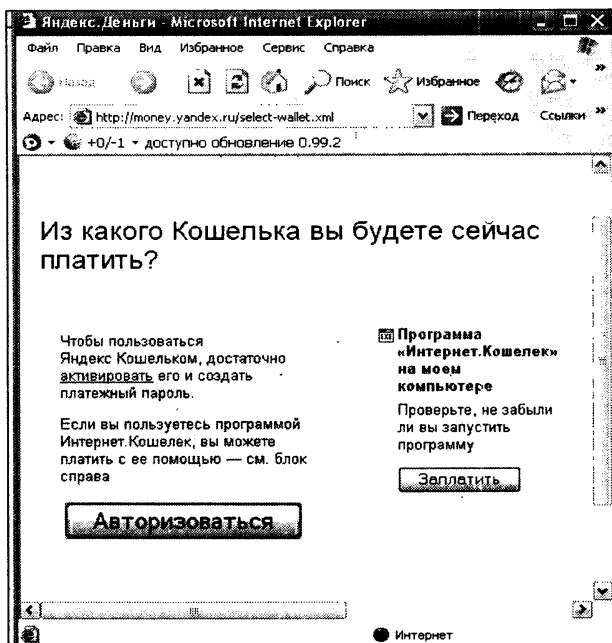 Яндекс.Деньги - Microsoft Internet Explorer
Файл Правка Вид Избранное Сервис Справка
Назад Поиск Избранное »
Адрес: http://money.yandex.ru/select-wallet.xml Переход Ссылки »
+0/-1 доступно обновление 0.99.2
Из какого Кошелька вы будете сейчас
платить?
Чтобы пользоваться
Яндекс Кошельком, достаточно
активировать его и создать
платежный пароль.
Если вы пользуетесь программой
Интернет.Кошелек, вы можете
платить с ее помощью — см. блок
справа
Авторизоваться
EXE Программа
«Интернет.Кошелек»
на моем
компьютере
Проверьте, не забыли
ли вы запустить
программу
Заплатить
Интернет